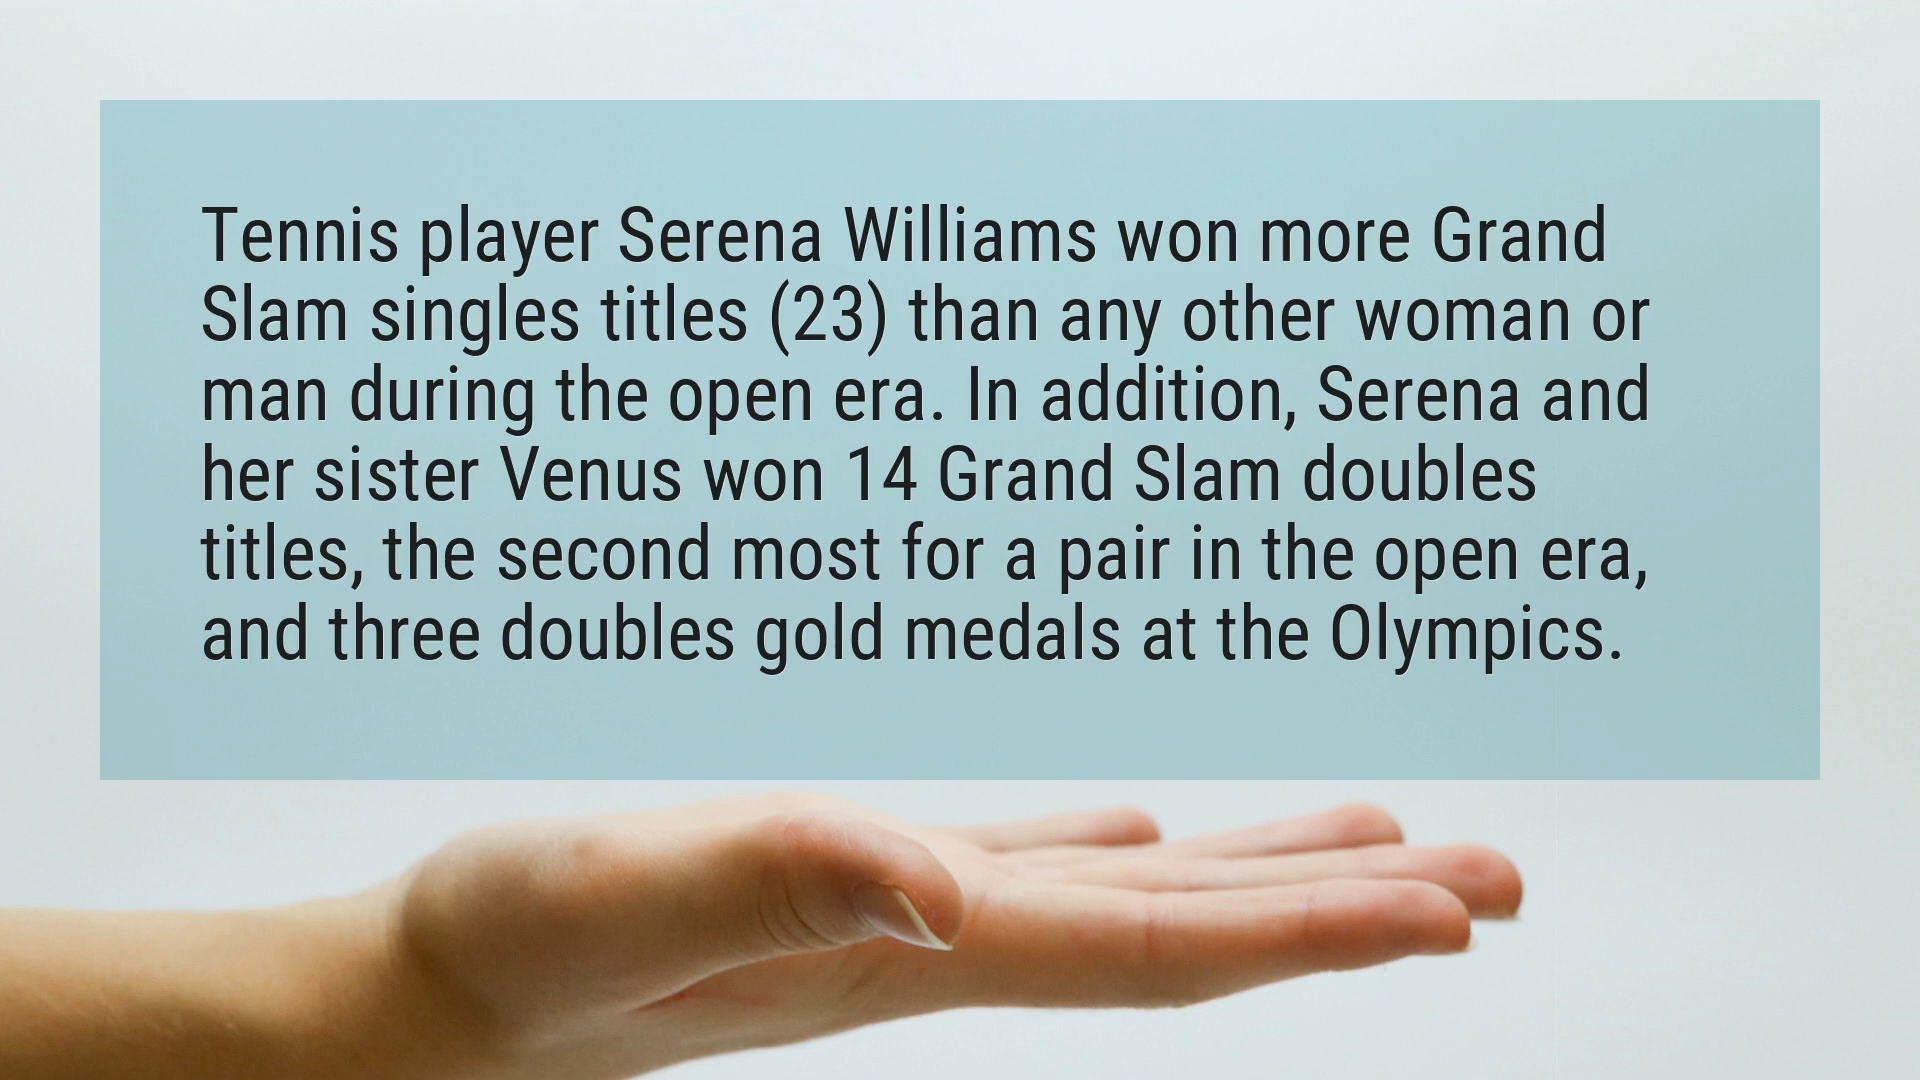 Tennis player Serena Williams won more Grand
Slam singles titles (23) than any other woman or
man during the open era. In addition, Serena and
her sister Venus won 14 Grand Slam doubles
titles, the second most for a pair in the open era,
and three doubles gold medals at the Olympics.